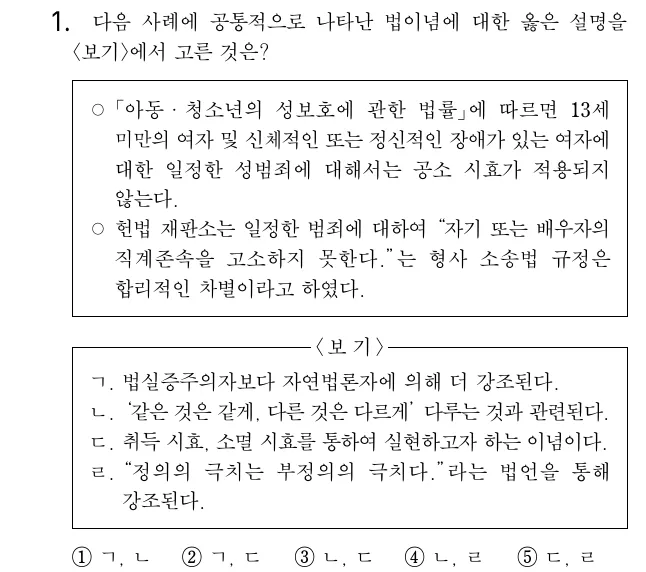 1. 다음 사례에 공통적으로 나타난 법이념에 대한 옳은 설명을
〈보기〉에서 고른 것은?
○ 「아동·청소년의 성보호에 관한 법률」에 따르면 13세
미만의 여자 및 신체적인 또는 정신적인 장애가 있는 여자에
대한 일정한 성범죄에 대해서는 공소 시효가 적용되지
않는다.
○ 헌법 재판소는 일정한 범죄에 대하여 “자기 또는 배우자의
직계존속을 고소하지 못한다.”는 형사 소송법 규정은
합리적인 차별이라고 하였다.
〈보 기〉
ㄱ. 법실증주의자보다 자연법론자에 의해 더 강조된다.
ㄴ. ‘같은 것은 같게, 다른 것은 다르게’ 다루는 것과 관련된다.
ㄷ. 취득 시효, 소멸 시효를 통하여 실현하고자 하는 이념이다.
ㄹ. “정의의 극치는 부정의의 극치다.”라는 법언을 통해
강조된다.
① ㄱ, ㄴ ② ㄱ, ㄷ ③ ㄴ, ㄷ ④ ㄴ, ㄹ ⑤ ㄷ, ㄹ